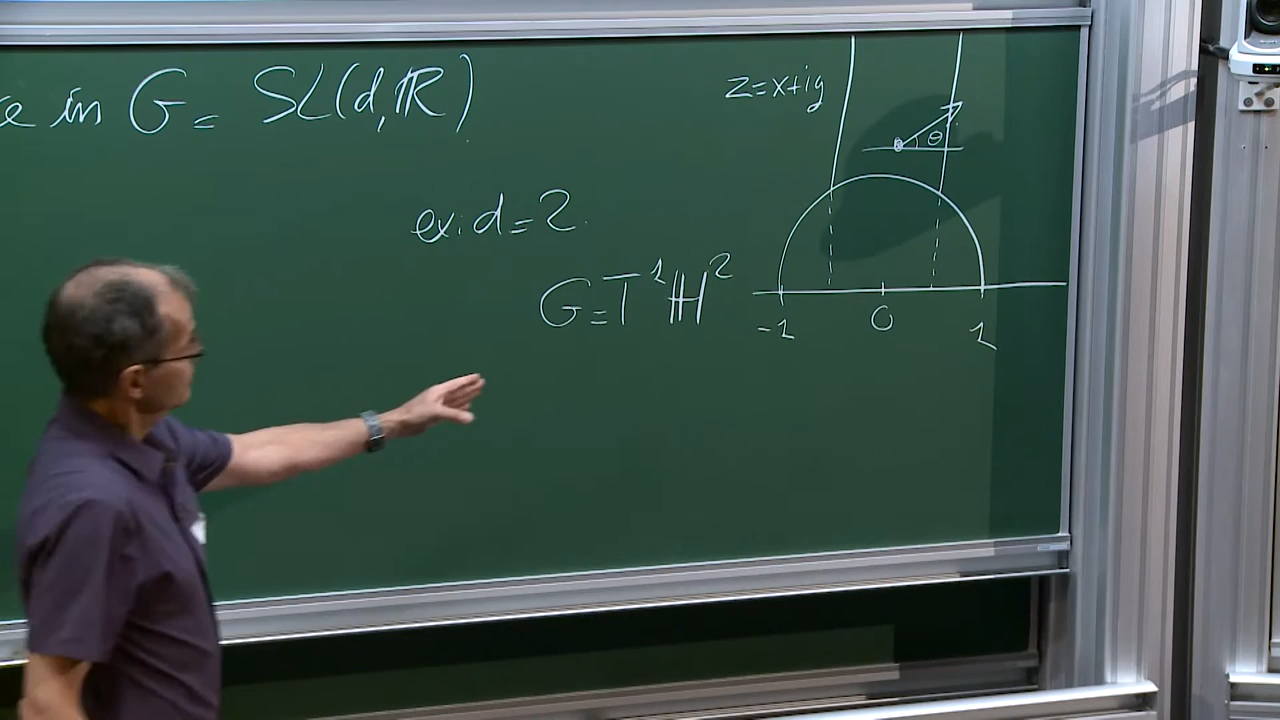 in G = SL(d,ℝ)
z=x+iy
θ
ex: d=2.
G=T¹ℍ²
-1 0 1